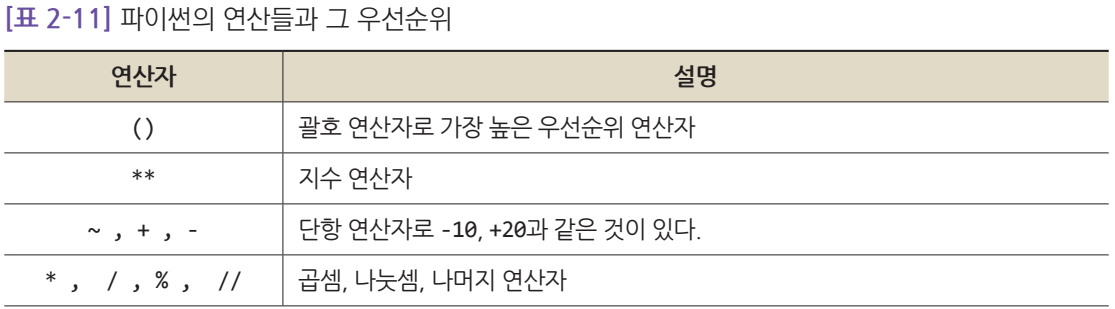 [표 2-11] 파이썬의 연산들과 그 우선순위
연산자 설명
() 괄호 연산자로 가장 높은 우선순위 연산자
** 지수 연산자
~ , + , - 단항 연산자로 -10, +20과 같은 것이 있다.
* , / , % , // 곱셈, 나눗셈, 나머지 연산자